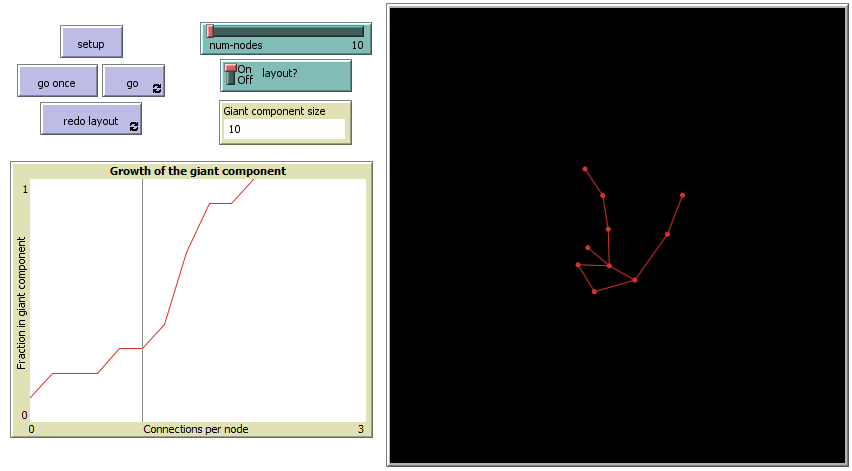 setup
num-nodes 10
go once
go
On
Off
layout?
redo layout
Giant component size
10
Growth of the giant component
1
Fraction in giant component
0
0
Connections per node
3